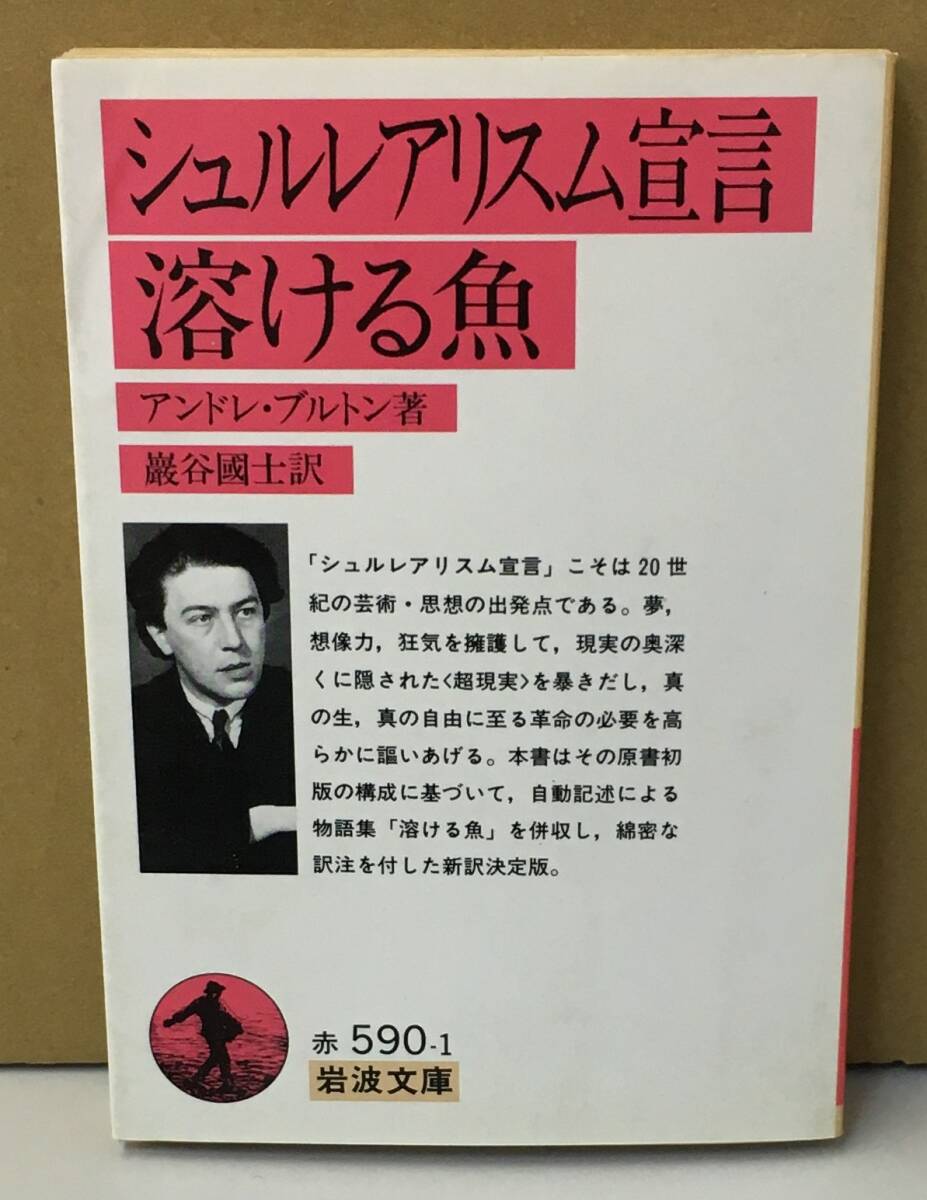 シュルレアリスム宣言
溶ける魚
アンドレ・ブルトン著
巖谷國士訳
「シュルレアリスム宣言」こそは20世
紀の芸術・思想の出発点である。夢，
想像力，狂気を擁護して，現実の奥深
くに隠された〈超現実〉を暴きだし，真
の生，真の自由に至る革命の必要を高
らかに謳いあげる。本書はその原書初
版の構成に基づいて，自動記述による
物語集「溶ける魚」を併収し，綿密な
訳注を付した新訳決定版。
赤 590-1
岩波文庫